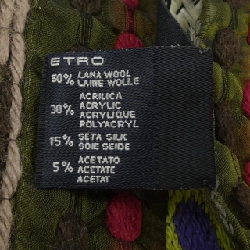 ETRO
50% LANA WOOL
LAINE WOLLE
ACRILICA
30% ACRYLIC
ACRYLIQUE
POLYACRYL
15% SETA SILK
SOIE SEIDE
5% ACETATO
ACETATE
ACETAT